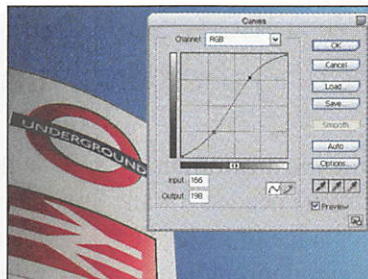 Curves
Channel: RGB
OK
Cancel
Load...
Save...
Smooth
Auto
Options...
Input: 166
Output: 198
Preview
UNDERGROUND